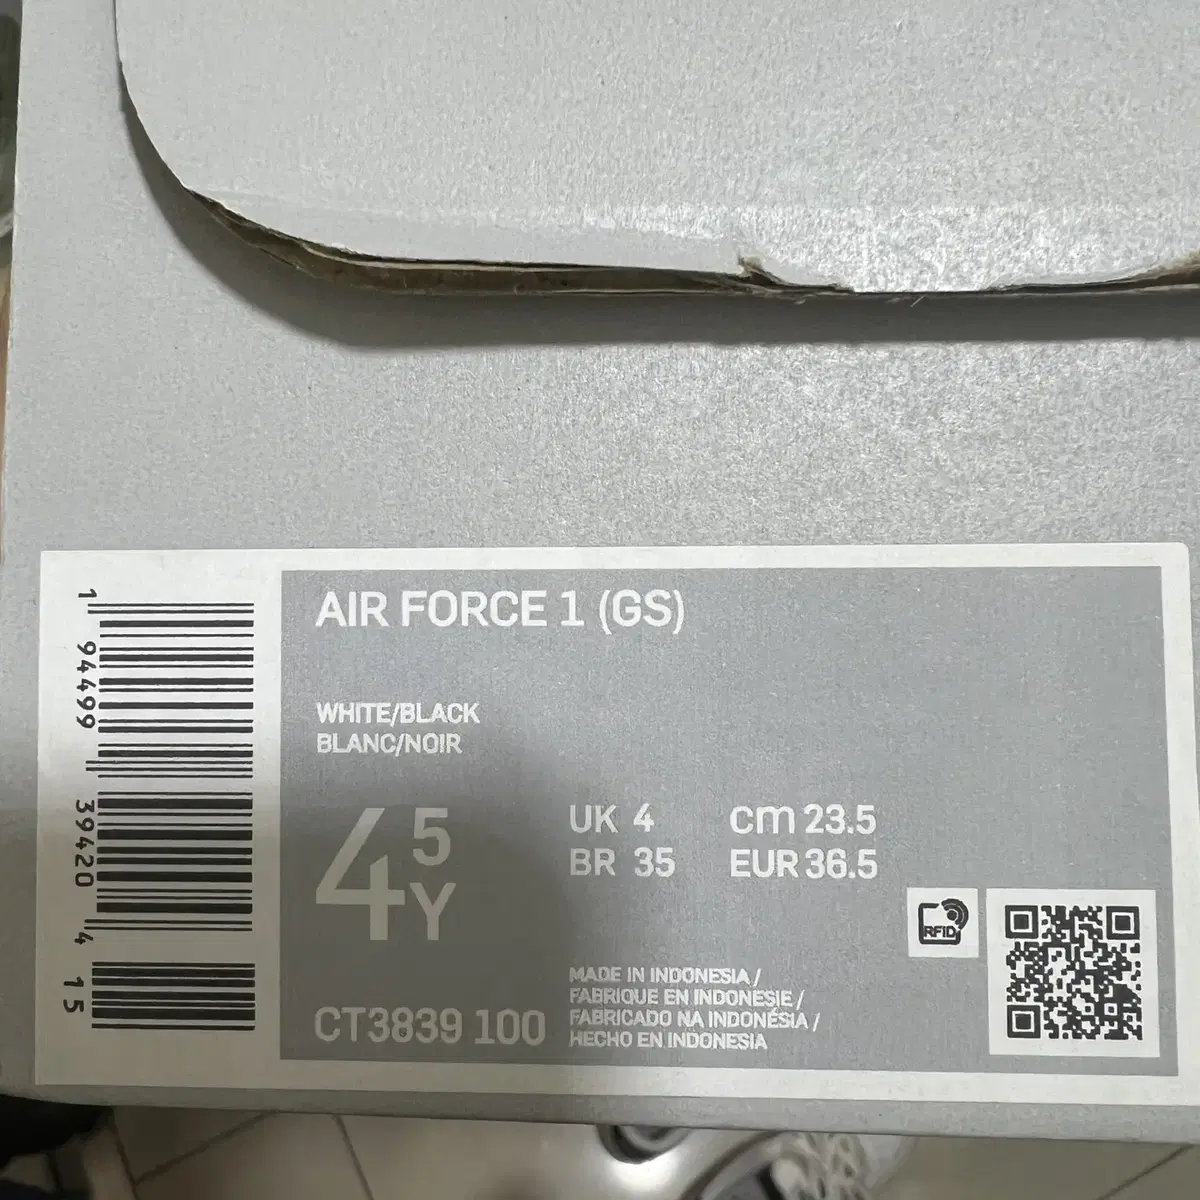 AIR FORCE 1 (GS)
WHITE/BLACK
BLANC/NOIR
4 5 Y
UK 4 cm 23.5
BR 35 EUR 36.5
CT3839 100
MADE IN INDONESIA /
FABRIQUE EN INDONESIE /
FABRICADO NA INDONÉSIA /
HECHO EN INDONESIA
RFID
1 94499 39420 4 15